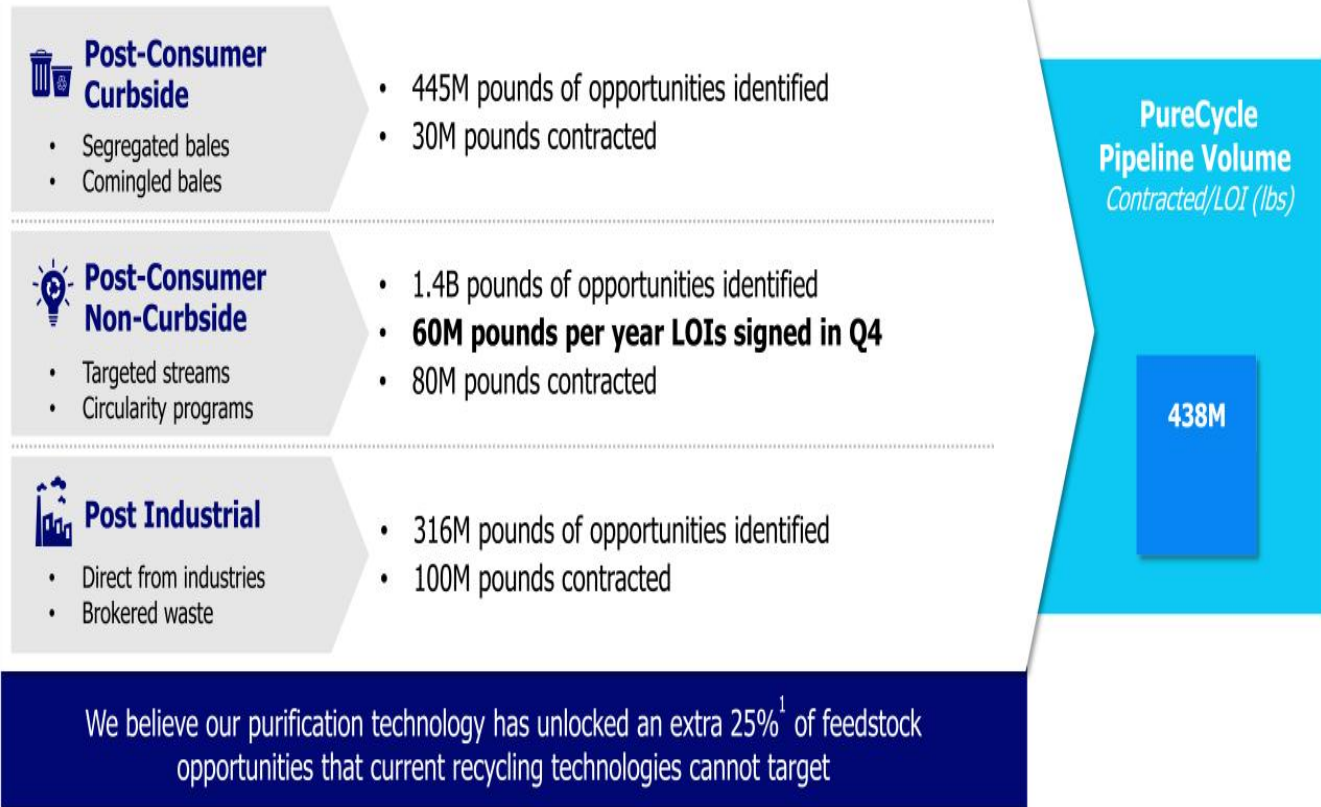 Post-Consumer
Curbside
• Segregated bales
• Comingled bales
• 445M pounds of opportunities identified
• 30M pounds contracted
Post-Consumer
Non-Curbside
• Targeted streams
• Circularity programs
• 1.4B pounds of opportunities identified
• 60M pounds per year LOIs signed in Q4
• 80M pounds contracted
Post Industrial
• Direct from industries
• Brokered waste
• 316M pounds of opportunities identified
• 100M pounds contracted
PureCycle
Pipeline Volume
Contracted/LOI (lbs)
438M
We believe our purification technology has unlocked an extra 25%¹ of feedstock
opportunities that current recycling technologies cannot target